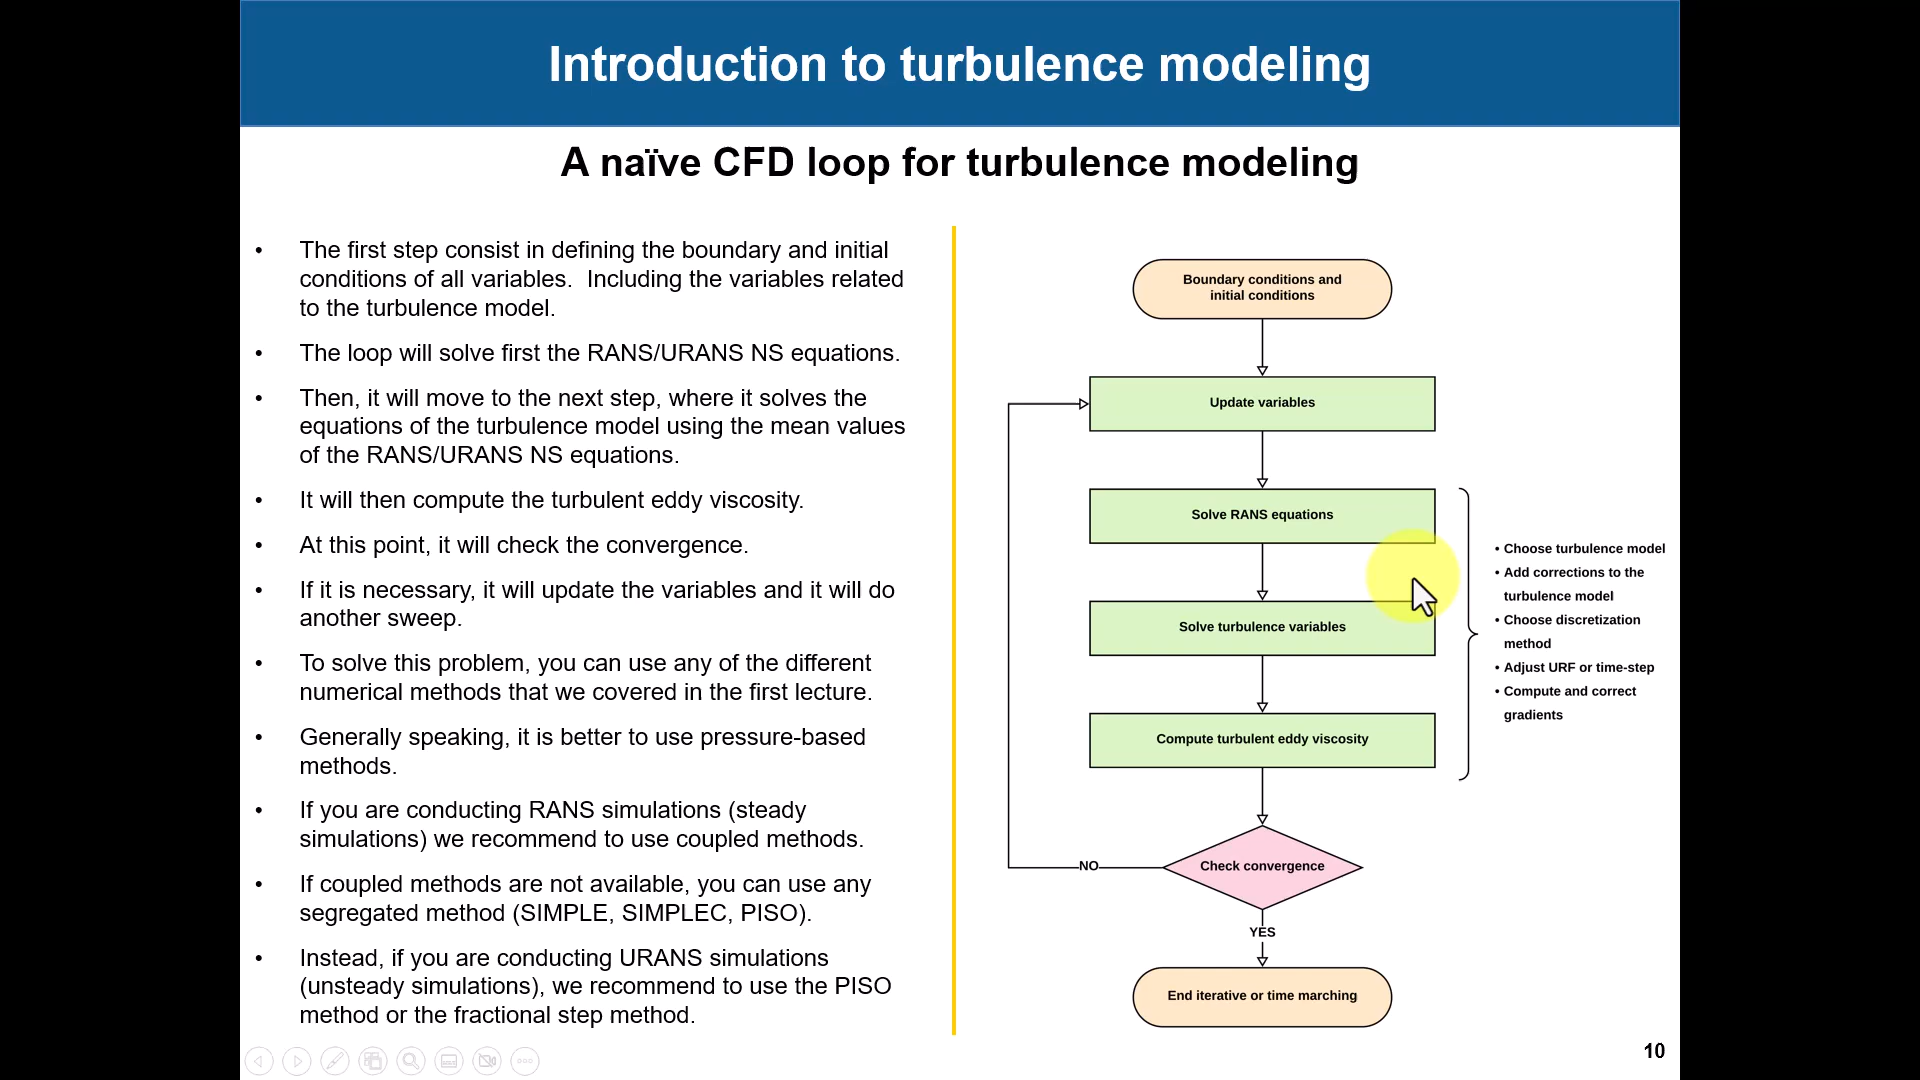 Introduction to turbulence modeling
A naïve CFD loop for turbulence modeling
• The first step consist in defining the boundary and initial
conditions of all variables.  Including the variables related
to the turbulence model.
• The loop will solve first the RANS/URANS NS equations.
• Then, it will move to the next step, where it solves the
equations of the turbulence model using the mean values
of the RANS/URANS NS equations.
• It will then compute the turbulent eddy viscosity.
• At this point, it will check the convergence.
• If it is necessary, it will update the variables and it will do
another sweep.
• To solve this problem, you can use any of the different
numerical methods that we covered in the first lecture.
• Generally speaking, it is better to use pressure-based
methods.
• If you are conducting RANS simulations (steady
simulations) we recommend to use coupled methods.
• If coupled methods are not available, you can use any
segregated method (SIMPLE, SIMPLEC, PISO).
• Instead, if you are conducting URANS simulations
(unsteady simulations), we recommend to use the PISO
method or the fractional step method.
Boundary conditions and
initial conditions
Update variables
Solve RANS equations
Solve turbulence variables
Compute turbulent eddy viscosity
Check convergence
NO
YES
End iterative or time marching
• Choose turbulence model
• Add corrections to the
turbulence model
• Choose discretization
method
• Adjust URF or time-step
• Compute and correct
gradients
10